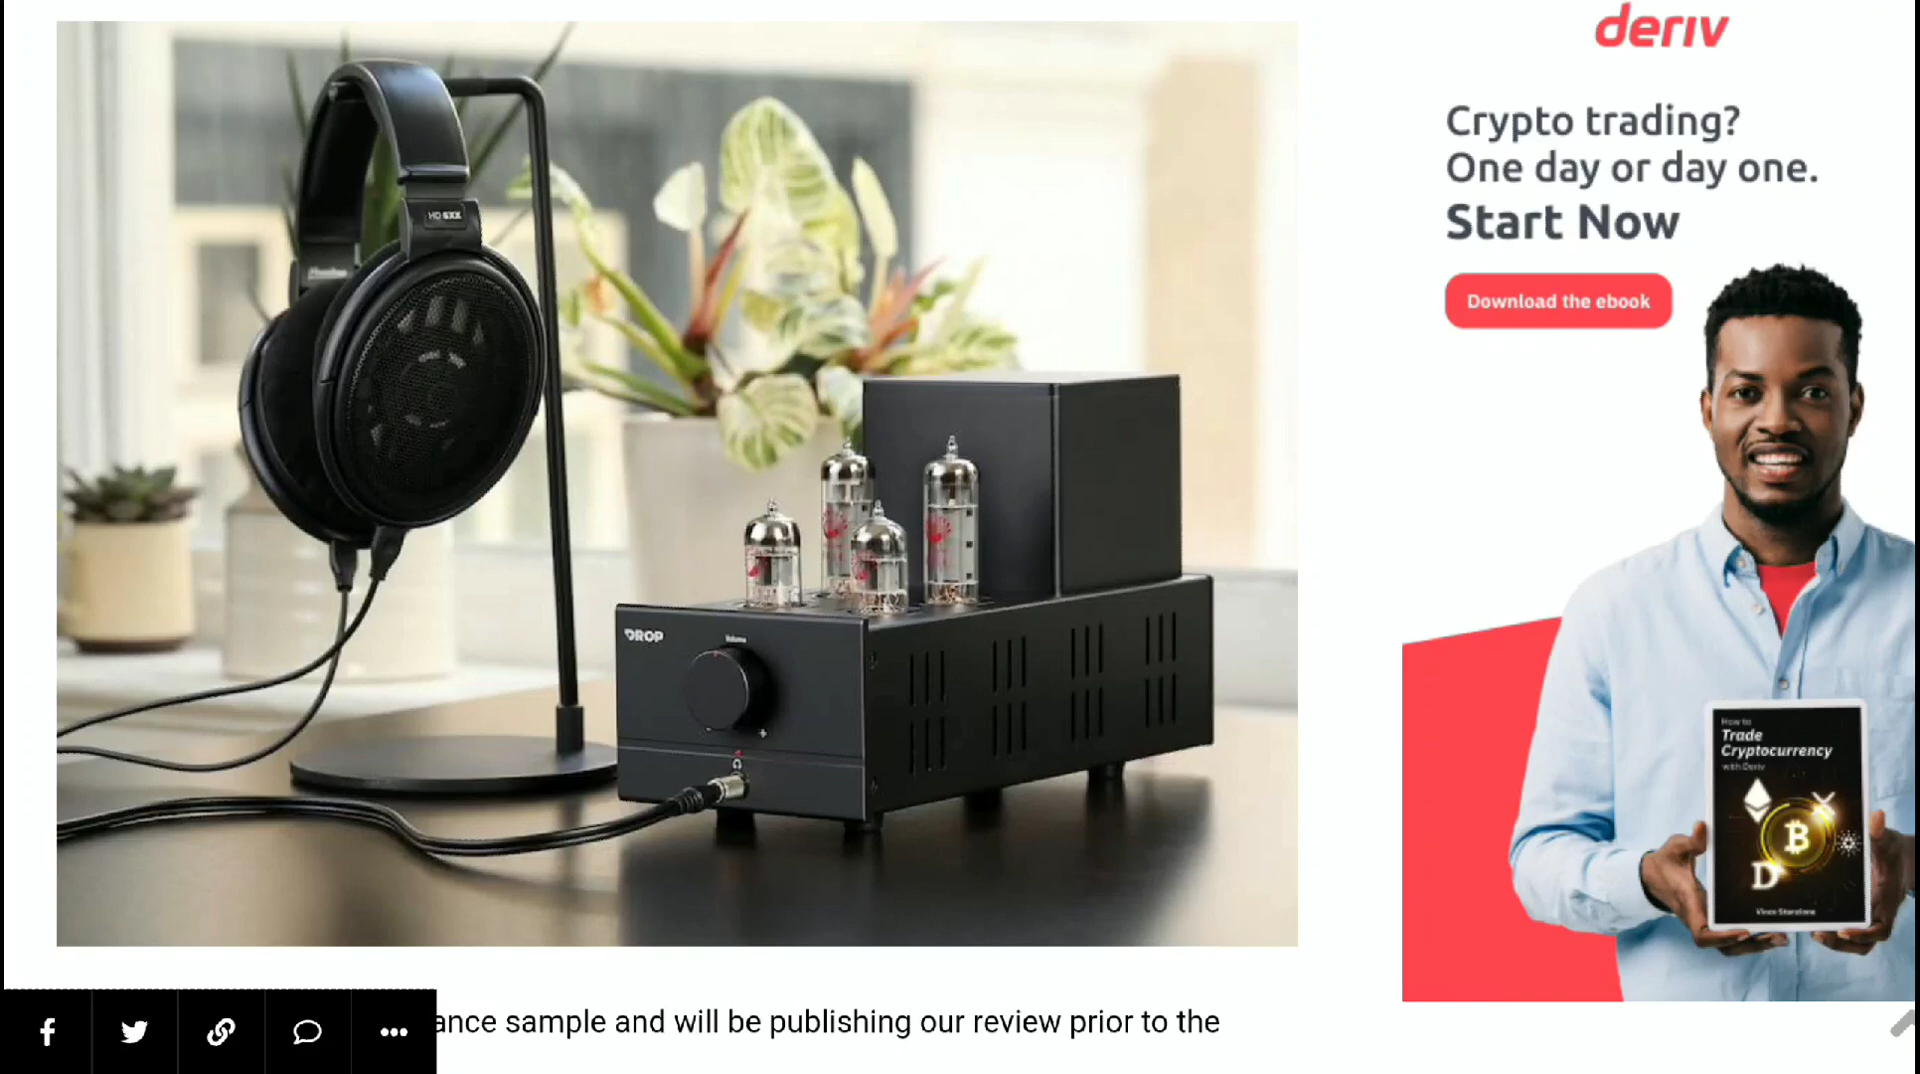 HD 6XX
DROP
Volume
- +
ance sample and will be publishing our review prior to the
deriv
Crypto trading?
One day or day one.
Start Now
Download the ebook
How to
Trade
Cryptocurrency
with Deriv